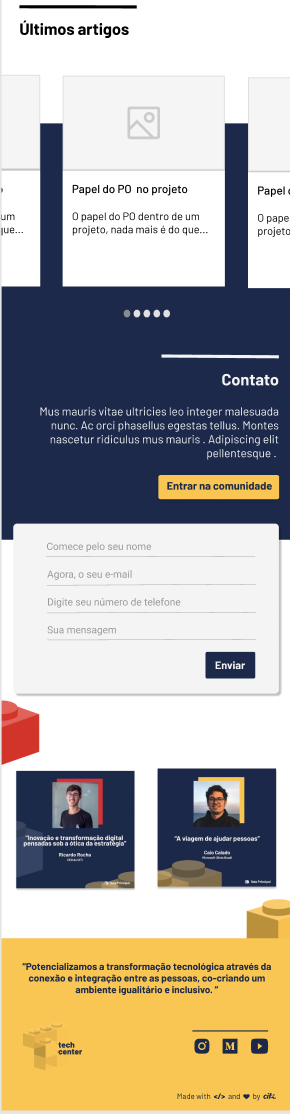 Últimos artigos
Papel do PO no projeto
Papel d
O papel do PO dentro de um
projeto, nada mais é do que...
um
que...
O pape
projeto
Contato
Mus mauris vitae ultricies leo integer malesuada
nunc. Ac orci phasellus egestas tellus. Montes
nascetur ridiculus mus mauris . Adipiscing elit
pellentesque .
Entrar na comunidade
Comece pelo seu nome
Agora, o seu e-mail
Digite seu número de telefone
Sua mensagem
Enviar
"Inovação e transformação digital
pensadas sob a ótica da estratégia"
Ricardo Rocha
"A viagem de ajudar pessoas"
Caio Calado
Sala Principal
Sala Principal
"Potencializamos a transformação tecnológica através da
conexão e integração entre as pessoas, co-criando um
ambiente igualitário e inclusivo. "
tech
center
Made with </> and ♥ by citi.